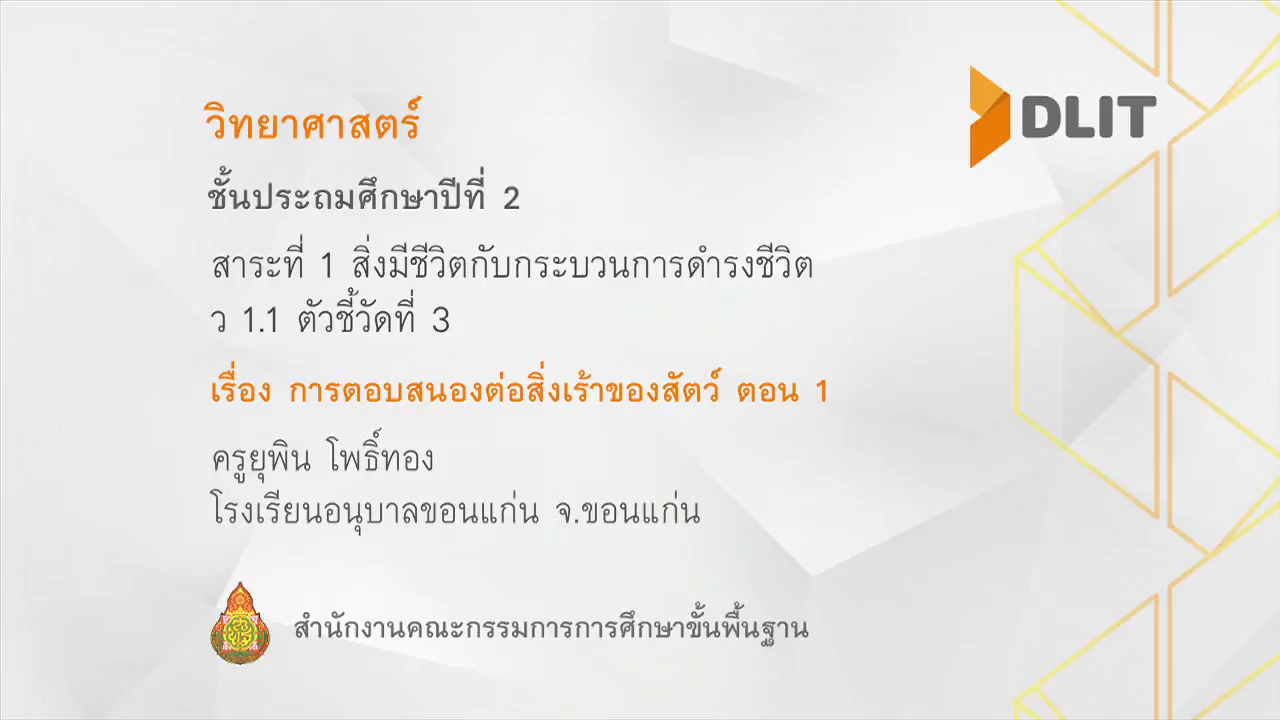 วิทยาศาสตร์
DLIT
ชั้นประถมศึกษาปีที่ 2
สาระที่ 1 สิ่งมีชีวิตกับกระบวนการดำรงชีวิต
ว 1.1 ตัวชี้วัดที่ 3
เรื่อง การตอบสนองต่อสิ่งเร้าของสัตว์ ตอน 1
ครูยุพิน โพธิ์ทอง
โรงเรียนอนุบาลขอนแก่น จ.ขอนแก่น
สำนักงานคณะกรรมการการศึกษาขั้นพื้นฐาน